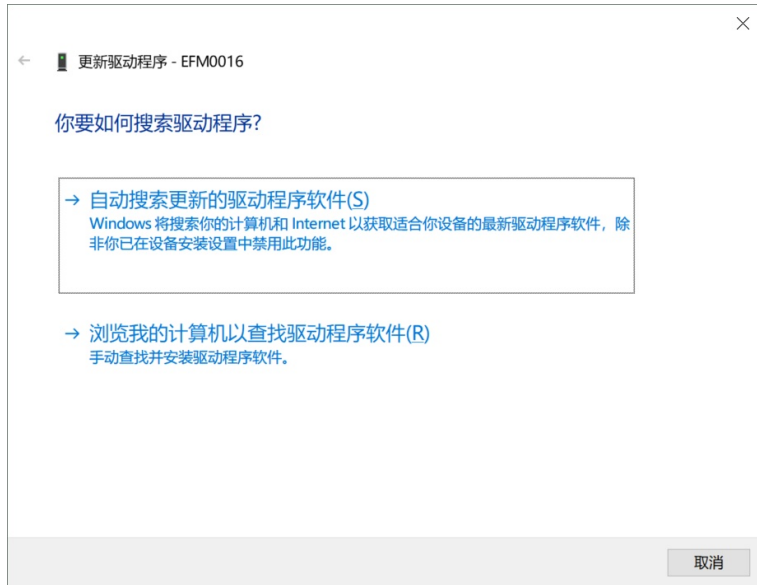 更新驱动程序 - EFM0016
你要如何搜索驱动程序?
自动搜索更新的驱动程序软件(S)
Windows 将搜索你的计算机和 Internet 以获取适合你设备的最新驱动程序软件，除
非你已在设备安装设置中禁用此功能。
浏览我的计算机以查找驱动程序软件(R)
手动查找并安装驱动程序软件。
取消